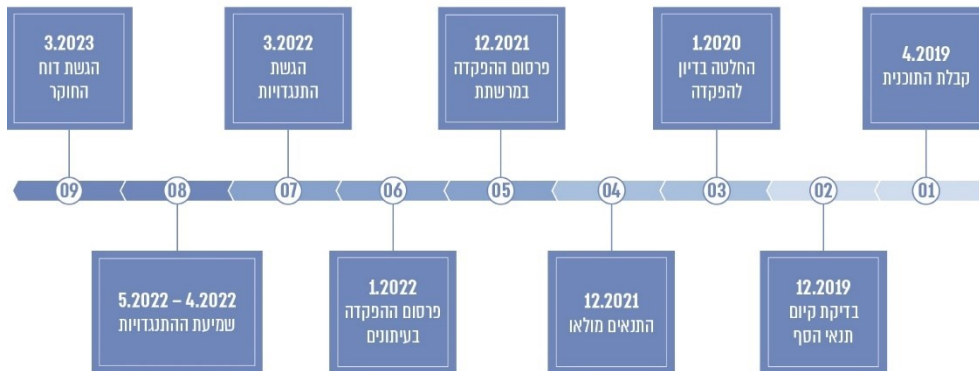 4.2019
קבלת התוכנית
01
12.2019
בדיקת קיום
תנאי הסף
02
1.2020
החלטה בדיון
להפקדה
03
12.2021
התנאים מולאו
04
12.2021
פרסום ההפקדה
במרשתת
05
1.2022
פרסום ההפקדה
בעיתונים
06
3.2022
הגשת
התנגדויות
07
5.2022 – 4.2022
שמיעת ההתנגדויות
08
3.2023
הגשת דוח
החוקר
09